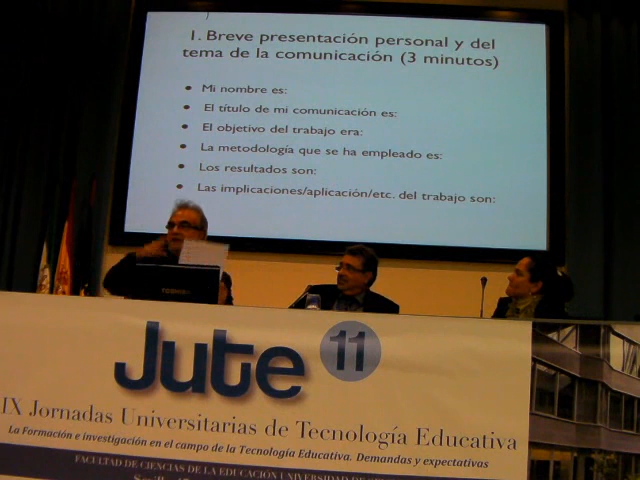 1. Breve presentación personal y del
tema de la comunicación (3 minutos)
• Mi nombre es:
• El título de mi comunicación es:
• El objetivo del trabajo era:
• La metodología que se ha empleado es:
• Los resultados son:
• Las implicaciones/aplicación/etc. del trabajo son:
TOSHIBA
Jute 11
IX Jornadas Universitarias de Tecnología Educativa
La Formación e investigación en el campo de la Tecnología Educativa. Demandas y expectativas
FACULTAD DE CIENCIAS DE LA EDUCACIÓN UNIVERSIDAD DE